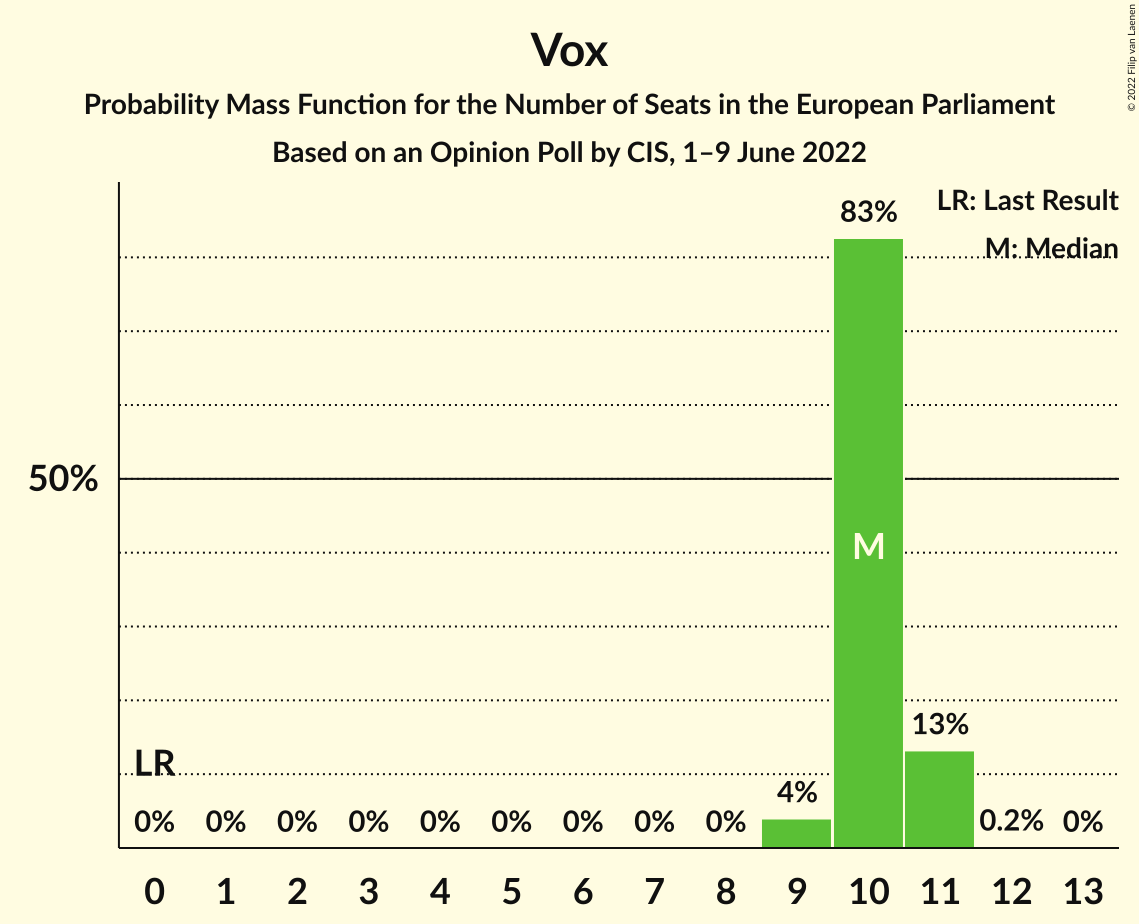 Vox
Probability Mass Function for the Number of Seats in the European Parliament
Based on an Opinion Poll by CIS, 1–9 June 2022
© 2022 Filip van Laenen
LR: Last Result
M: Median
83%
50%
M
13%
LR
4%
0% 0% 0% 0% 0% 0% 0% 0% 0% 0.2% 0%
0 1 2 3 4 5 6 7 8 9 10 11 12 13